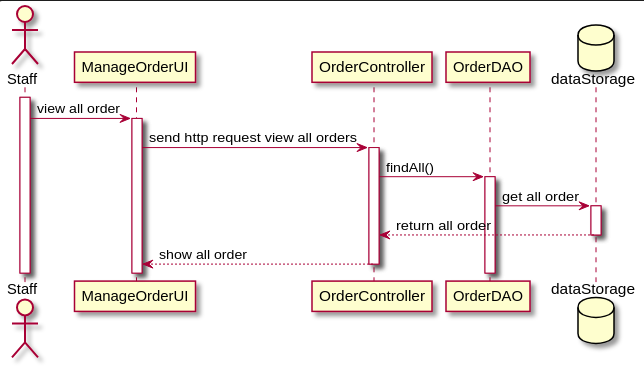 Staff
ManageOrderUI
OrderController
OrderDAO
dataStorage
view all order
send http request view all orders
findAll()
get all order
return all order
show all order
Staff
ManageOrderUI
OrderController
OrderDAO
dataStorage